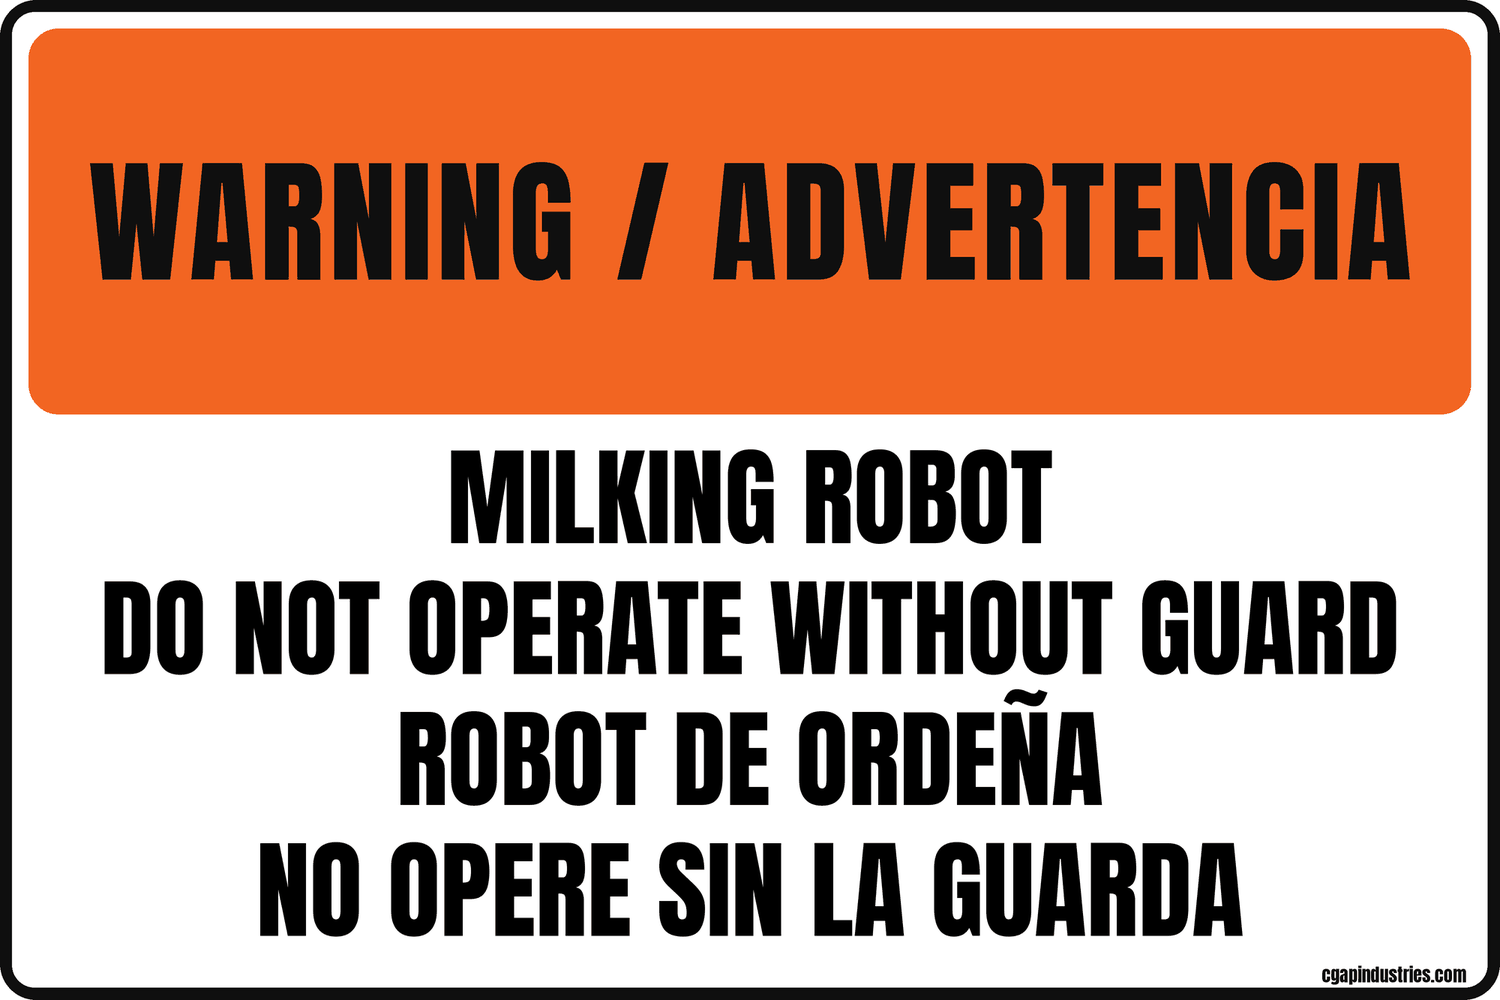 WARNING / ADVERTENCIA
MILKING ROBOT
DO NOT OPERATE WITHOUT GUARD
ROBOT DE ORDEÑA
NO OPERE SIN LA GUARDA
cgapindustries.com